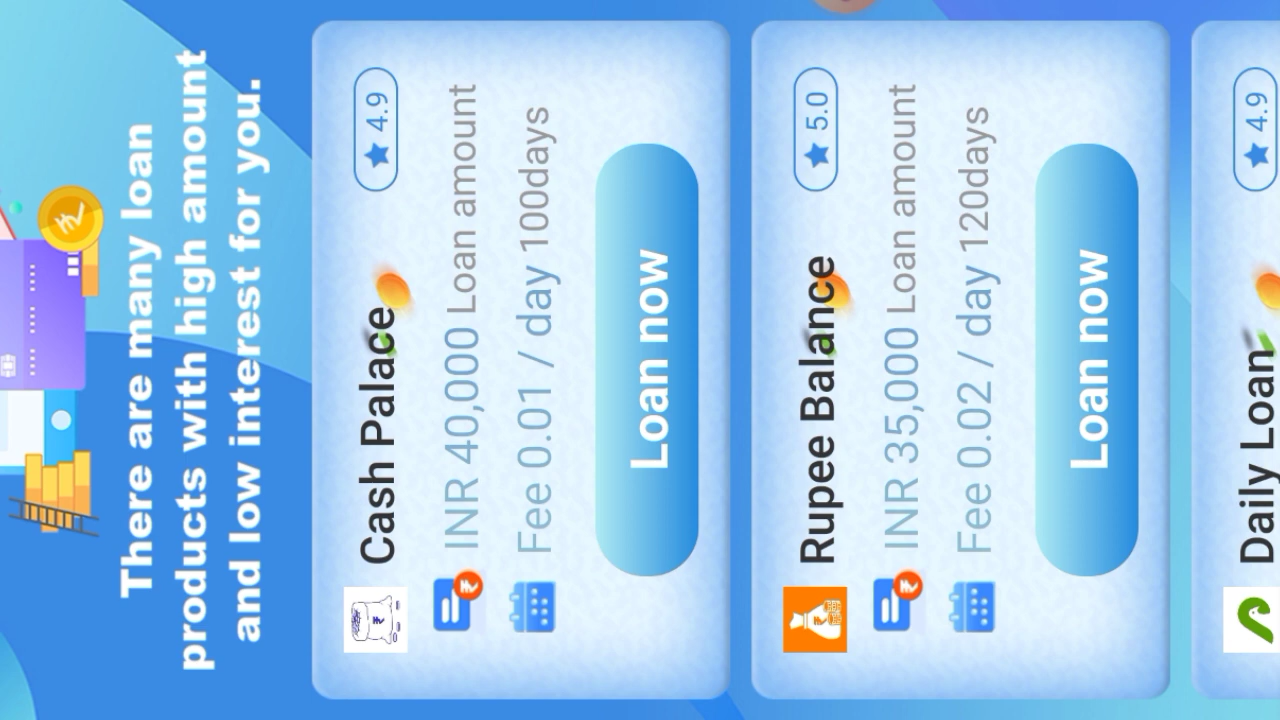 There are many loan
products with high amount
and low interest for you.
Cash Palace
4.9
INR 40,000 Loan amount
Fee 0.01 / day 100days
Loan now
Rupee Balance
5.0
INR 35,000 Loan amount
Fee 0.02 / day 120days
Loan now
Daily Loan
4.9